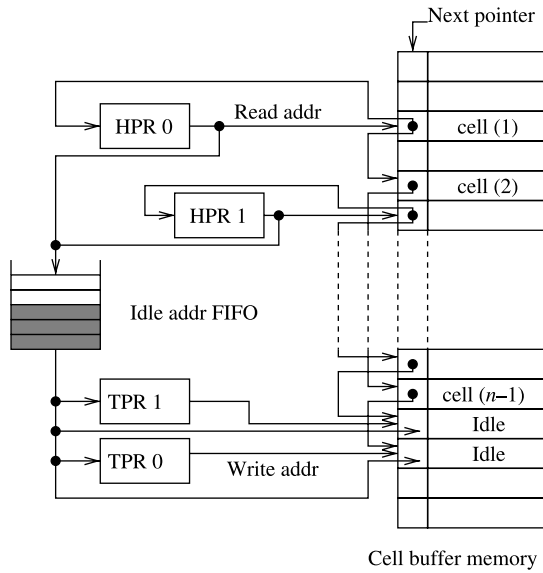 Next pointer
HPR 0
Read addr
cell (1)
cell (2)
HPR 1
Idle addr FIFO
TPR 1
cell (n–1)
Idle
TPR 0
Idle
Write addr
Cell buffer memory